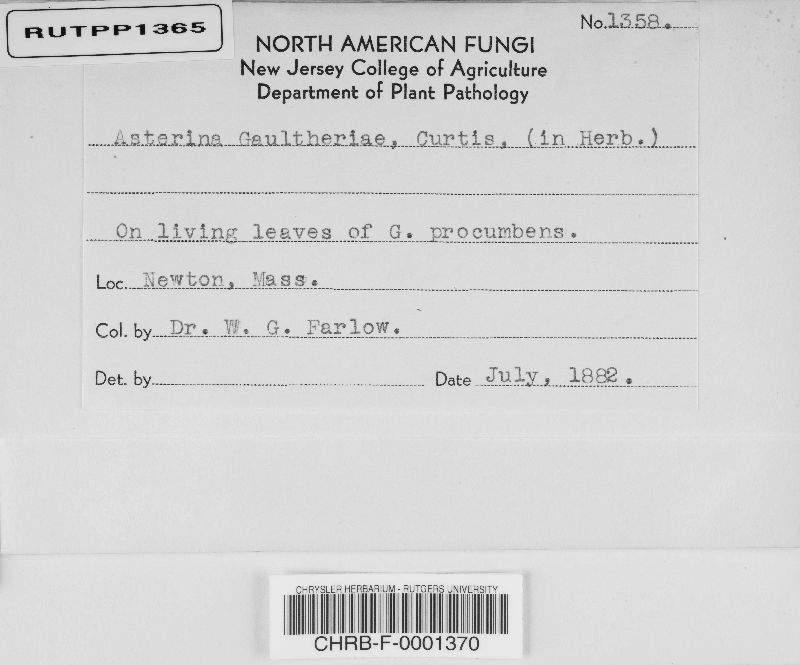 RUTPP1365
No. 1358.
NORTH AMERICAN FUNGI
New Jersey College of Agriculture
Department of Plant Pathology
Asterina Gaultheriae, Curtis, (in Herb.)
On living leaves of G. procumbens.
Loc. Newton, Mass.
Col. by Dr. W. G. Farlow.
Det. by
Date July, 1882.
CHRYSLER HERBARIUM - RUTGERS UNIVERSITY
CHRB-F-0001370